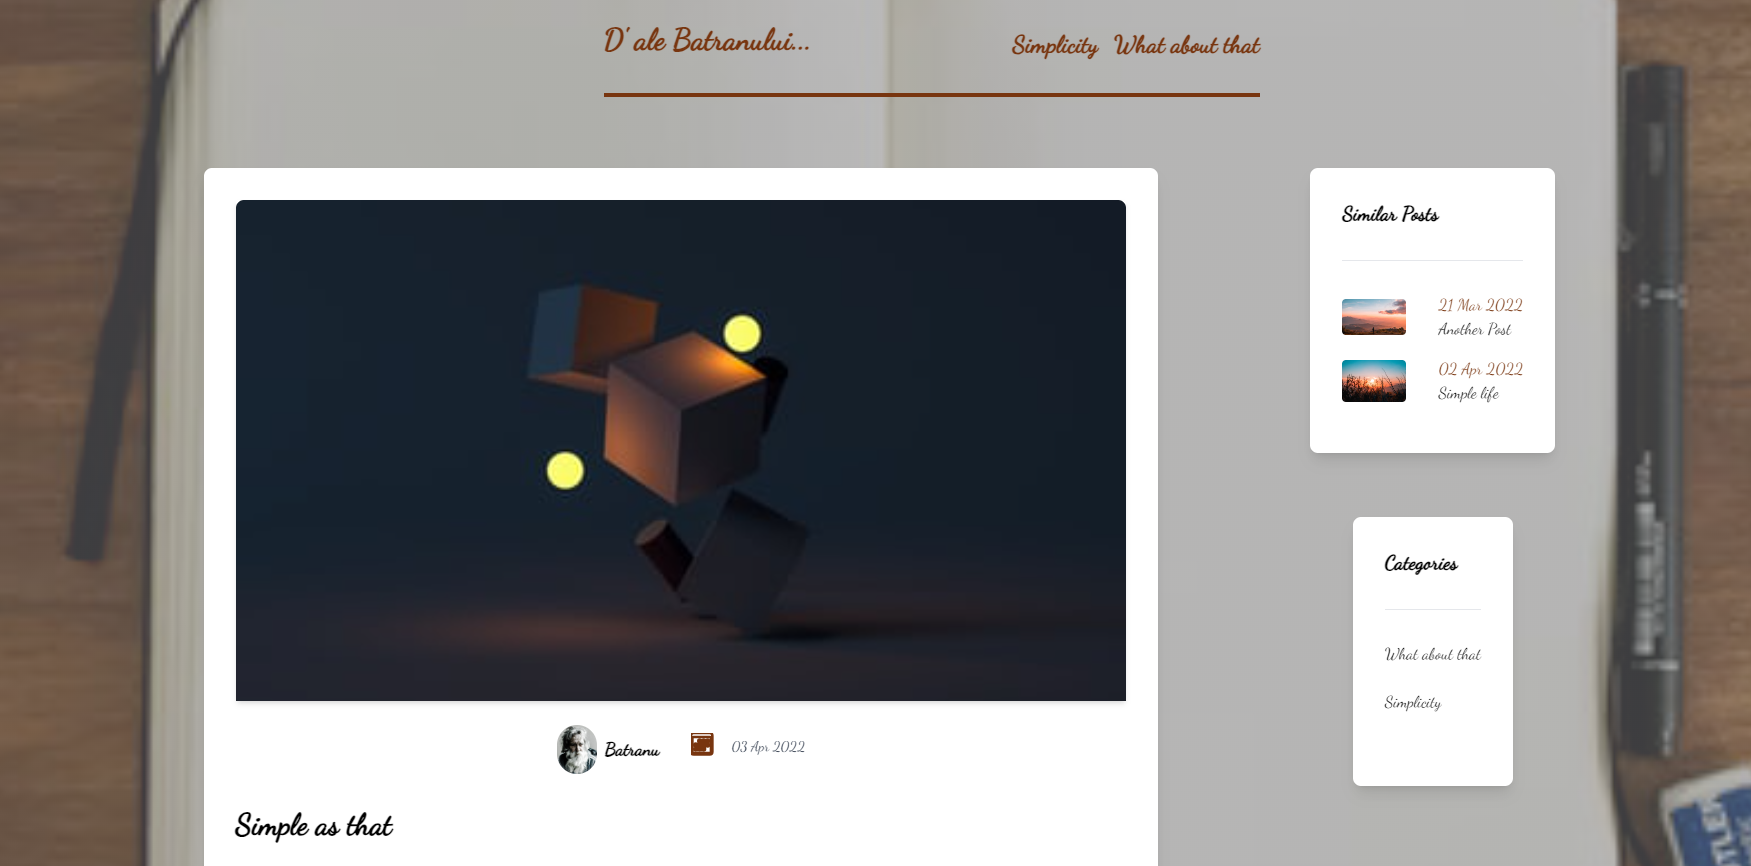 D' ale Batranului...
Simplicity What about that
Similar Posts
21 Mar 2022
Another Post
02 Apr 2022
Simple life
Categories
What about that
Simplicity
Batranu
03 Apr 2022
Simple as that